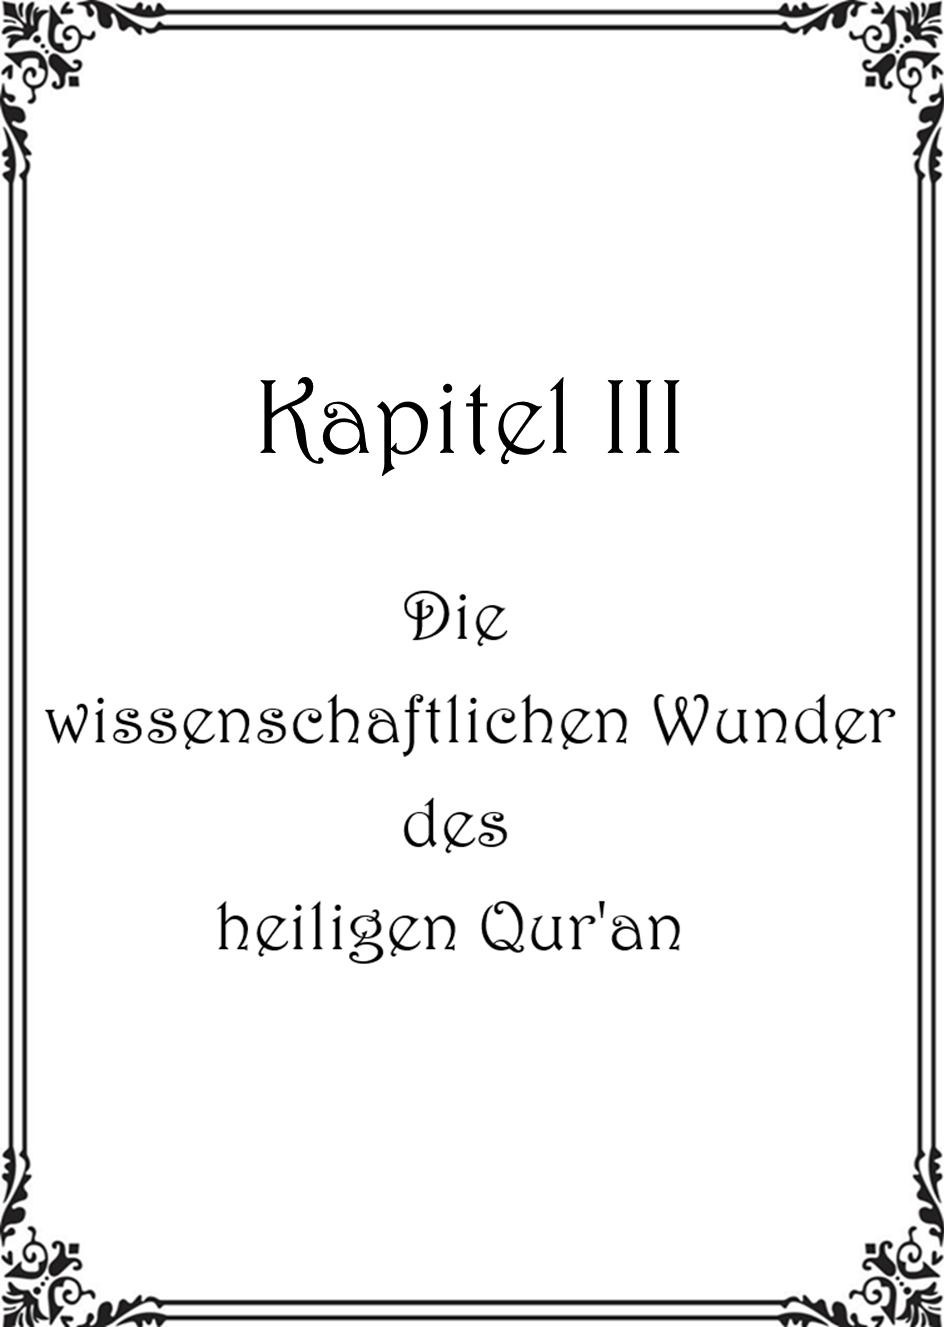 Kapitel III
Die
wissenschaftlichen Wunder
des
heiligen Qur'an